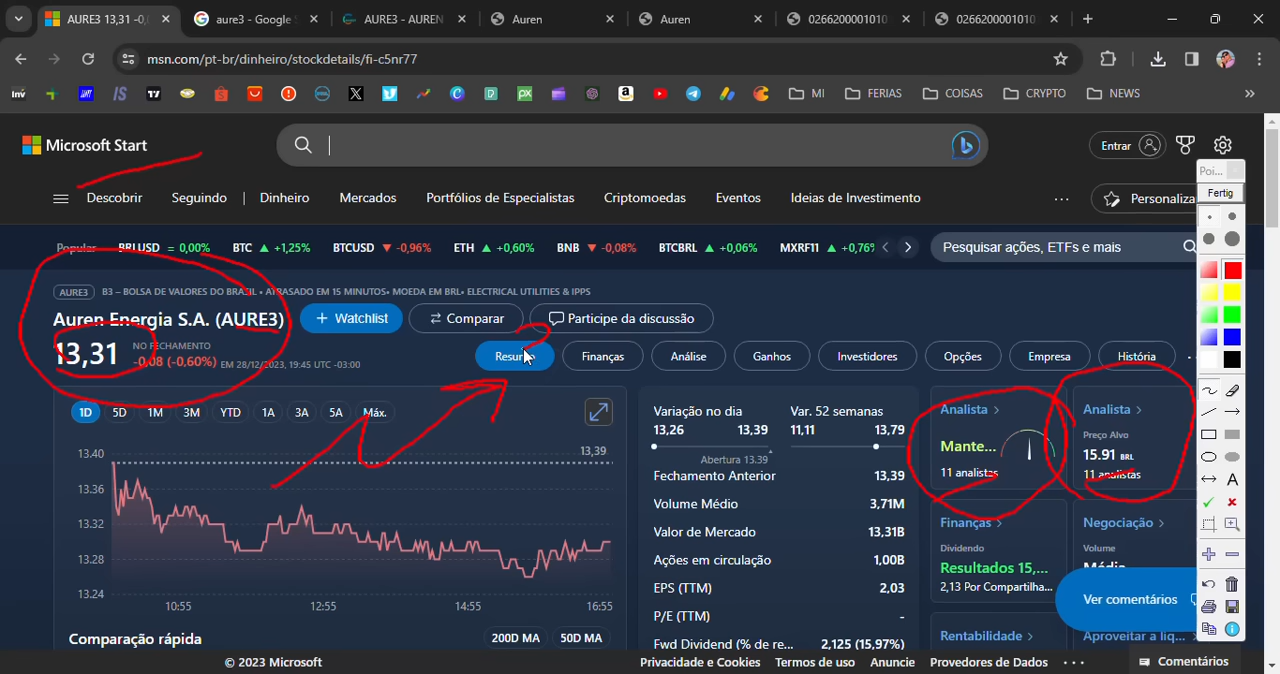 AURE3 13,31 -0,
aure3 - Google S
AURE3 - AUREN
Auren
Auren
0266200001010
0266200001010
msn.com/pt-br/dinheiro/stockdetails/fi-c5nr77
MI
FERIAS
COISAS
CRYPTO
NEWS
Microsoft Start
Entrar
Descobrir
Seguindo
Dinheiro
Mercados
Portfólios de Especialistas
Criptomoedas
Eventos
Ideias de Investimento
Personaliza
Poi...
Fertig
Popular
BRLUSD = 0,00%
BTC ▲ +1,25%
BTCUSD ▼ -0,96%
ETH ▲ +0,60%
BNB ▼ -0,08%
BTCBRL ▲ +0,06%
MXRF11 ▲ +0,76%
Pesquisar ações, ETFs e mais
AURE3
B3 – BOLSA DE VALORES DO BRASIL • ATRASADO EM 15 MINUTOS• MOEDA EM BRL• ELECTRICAL UTILITIES & IPPS
Auren Energia S.A. (AURE3)
+ Watchlist
Comparar
Participe da discussão
13,31
NO FECHAMENTO
-0,08 (-0,60%) EM 28/12/2023, 19:45 UTC -03:00
Resumo
Finanças
Análise
Ganhos
Investidores
Opções
Empresa
História
1D
5D
1M
3M
YTD
1A
3A
5A
Máx.
13.40
13.36
13.32
13.28
13.24
13,39
10:55
12:55
14:55
16:55
Comparação rápida
200D MA
50D MA
Variação no dia
Var. 52 semanas
13,26
13,39
11,11
13,79
Abertura 13.39
Fechamento Anterior
13,39
Volume Médio
3,71M
Valor de Mercado
13,31B
Ações em circulação
1,00B
EPS (TTM)
2,03
P/E (TTM)
-
Fwd Dividend (% de re...
2,125 (15,97%)
Analista >
Mante...
11 analistas
Analista >
Preço Alvo
15.91 BRL
11 analistas
Finanças >
Dividendo
Resultados 15,...
2,13 Por Compartilha...
Negociação >
Volume
Média
Ver comentários
Rentabilidade >
Aproveitar a liq...
© 2023 Microsoft
Privacidade e Cookies
Termos de uso
Anuncie
Provedores de Dados
Comentários